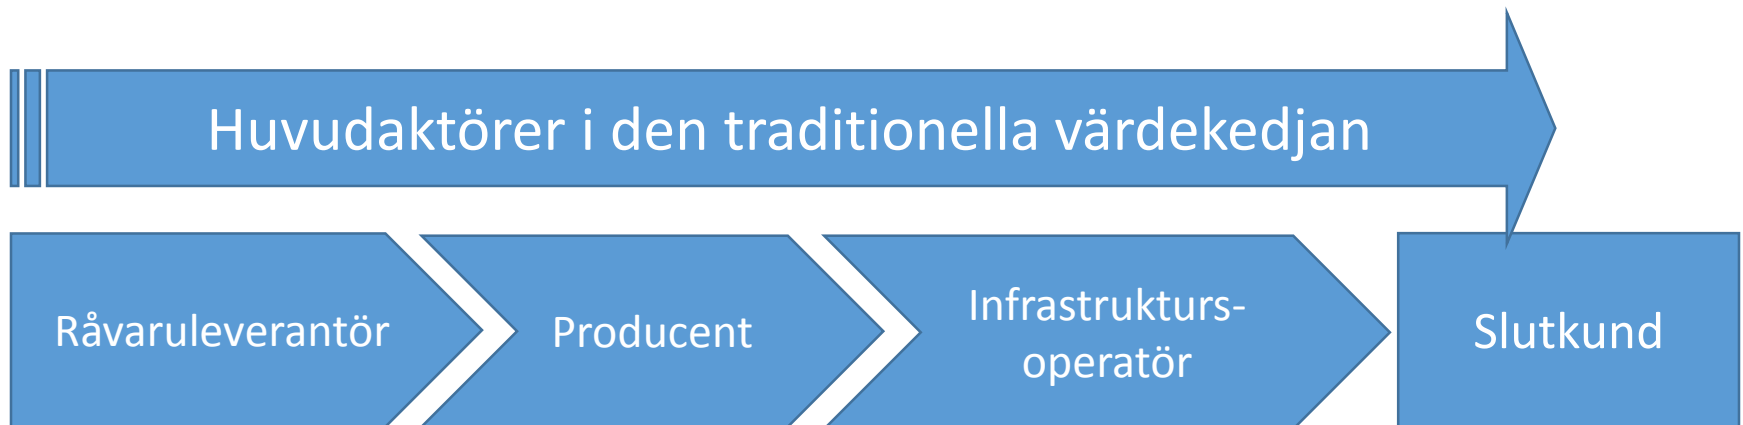 Huvudaktörer i den traditionella värdekedjan
Råvaruleverantör
Producent
Infrastrukturs-
operatör
Slutkund